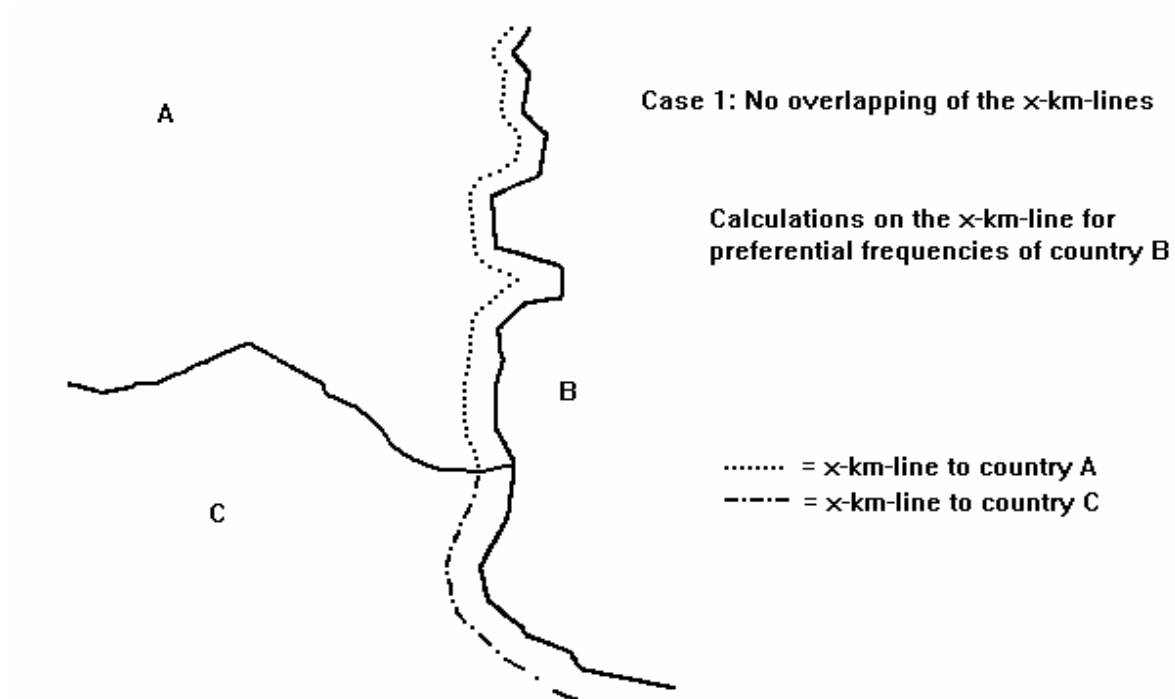 A
Case 1: No overlapping of the x-km-lines
Calculations on the x-km-line for
preferential frequencies of country B
B
= x-km-line to country A
= x-km-line to country C
C